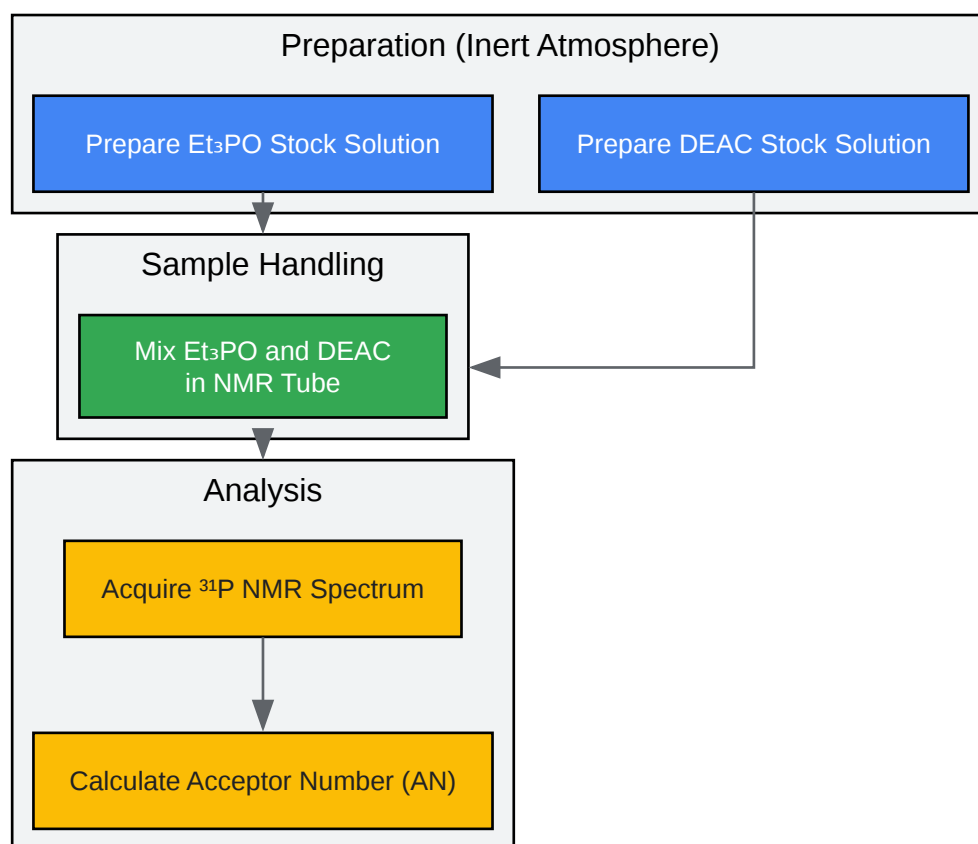 Preparation (Inert Atmosphere)
Prepare Et₃PO Stock Solution
Prepare DEAC Stock Solution
Sample Handling
Mix Et₃PO and DEAC
in NMR Tube
Analysis
Acquire ³¹P NMR Spectrum
Calculate Acceptor Number (AN)